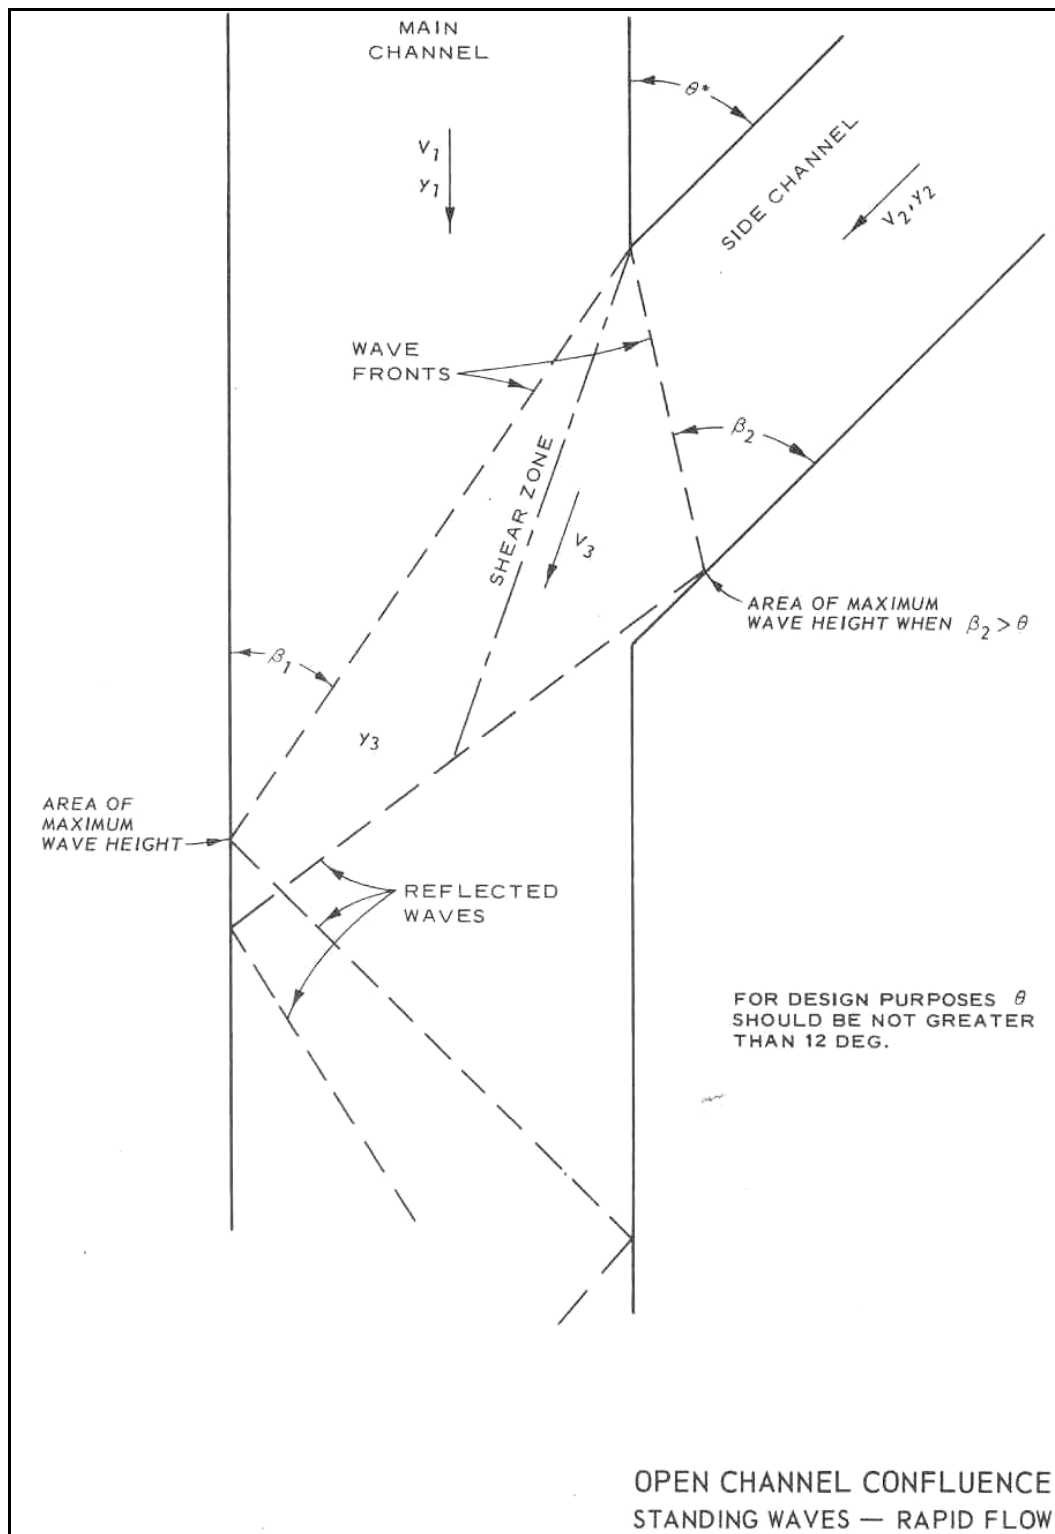 MAIN
CHANNEL
θ*
V₁
y₁
SIDE CHANNEL
V₂, y₂
WAVE
FRONTS
β₂
SHEAR ZONE
V₃
AREA OF MAXIMUM
WAVE HEIGHT WHEN β₂ > θ
β₁
y₃
AREA OF
MAXIMUM
WAVE HEIGHT
REFLECTED
WAVES
FOR DESIGN PURPOSES θ
SHOULD BE NOT GREATER
THAN 12 DEG.
OPEN CHANNEL CONFLUENCE
STANDING WAVES — RAPID FLOW